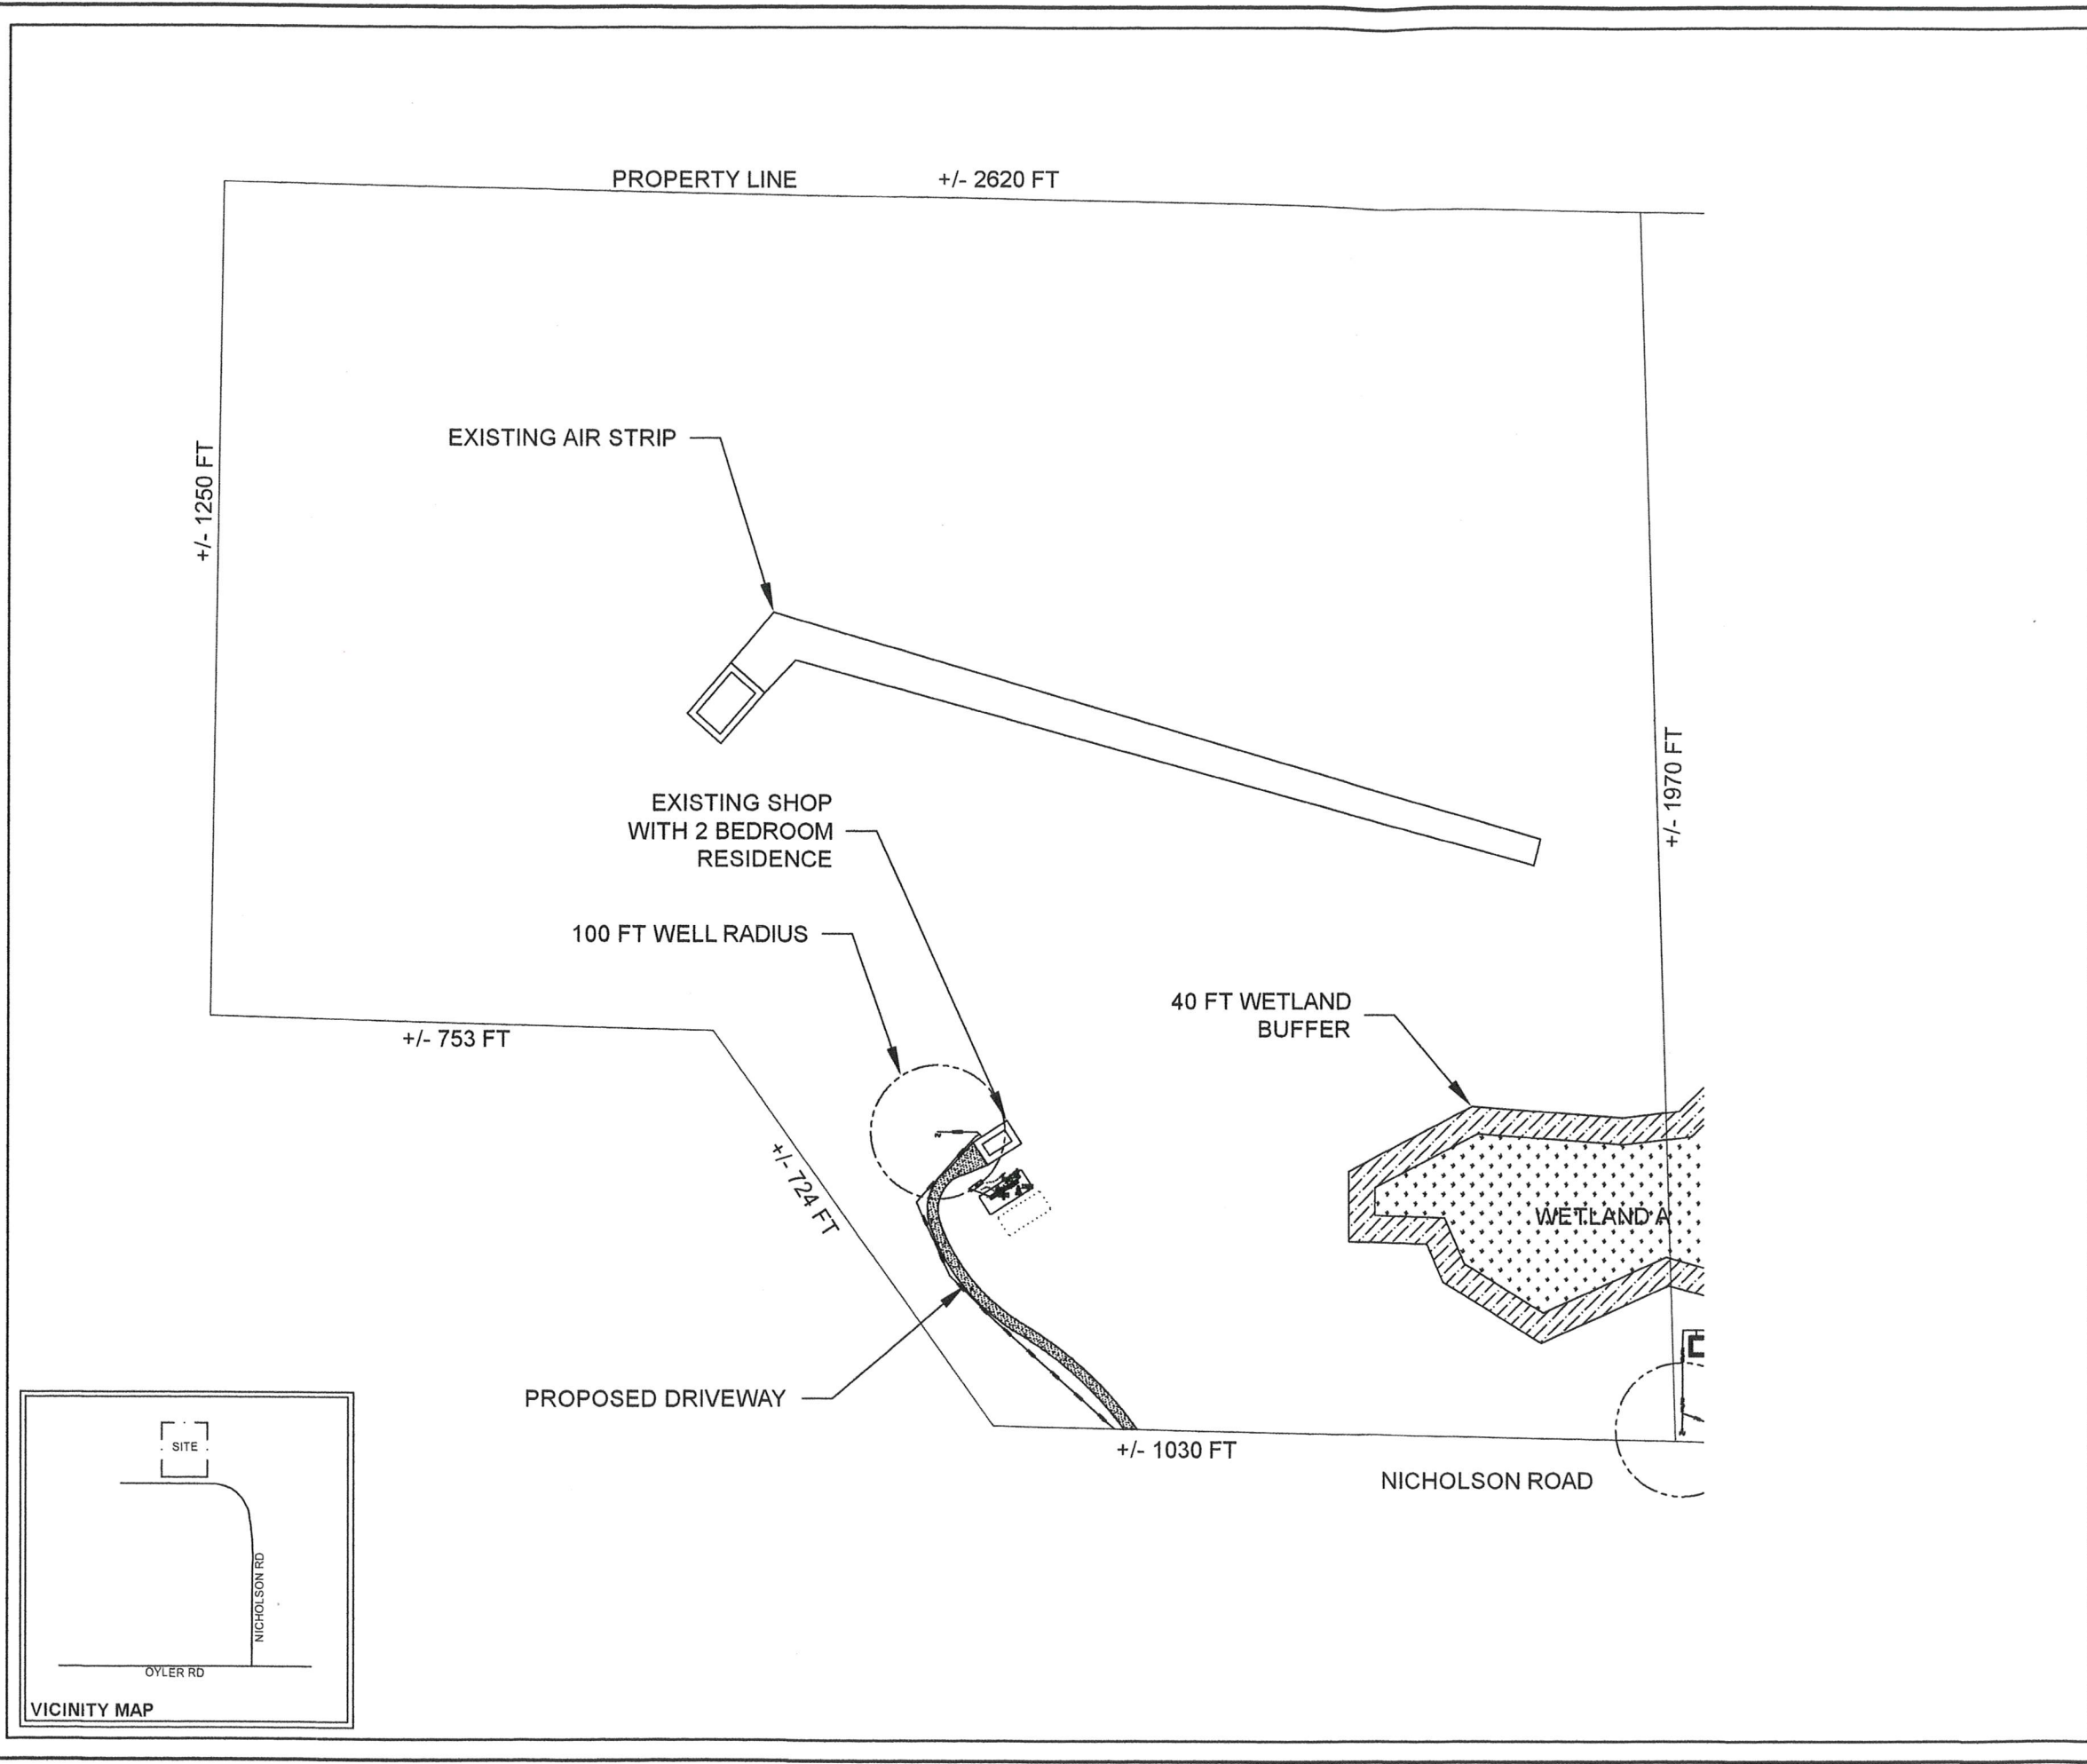 PROPERTY LINE +/- 2620 FT
+/- 1250 FT
EXISTING AIR STRIP
+/- 1970 FT
EXISTING SHOP
WITH 2 BEDROOM
RESIDENCE
100 FT WELL RADIUS
40 FT WETLAND
BUFFER
+/- 753 FT
+/- 724 FT
WETLAND A
PROPOSED DRIVEWAY
+/- 1030 FT
NICHOLSON ROAD
SITE
NICHOLSON RD
OYLER RD
VICINITY MAP